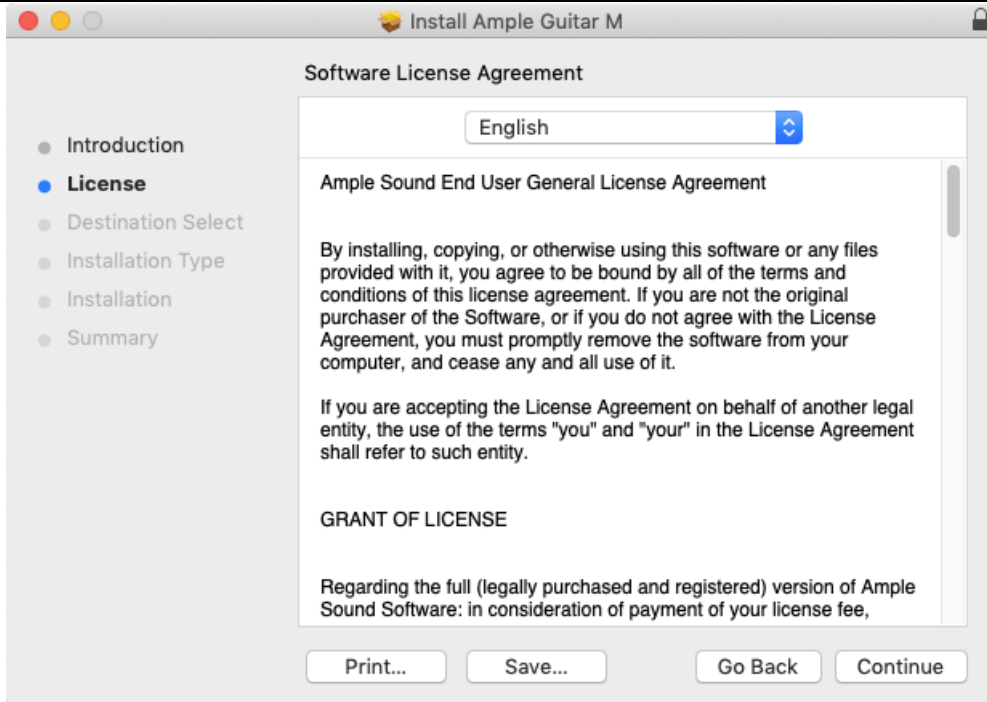 Install Ample Guitar M
Software License Agreement
English
Introduction
License
Destination Select
Installation Type
Installation
Summary
Ample Sound End User General License Agreement
By installing, copying, or otherwise using this software or any files
provided with it, you agree to be bound by all of the terms and
conditions of this license agreement. If you are not the original
purchaser of the Software, or if you do not agree with the License
Agreement, you must promptly remove the software from your
computer, and cease any and all use of it.
If you are accepting the License Agreement on behalf of another legal
entity, the use of the terms "you" and "your" in the License Agreement
shall refer to such entity.
GRANT OF LICENSE
Regarding the full (legally purchased and registered) version of Ample
Sound Software: in consideration of payment of your license fee,
Print...
Save...
Go Back
Continue